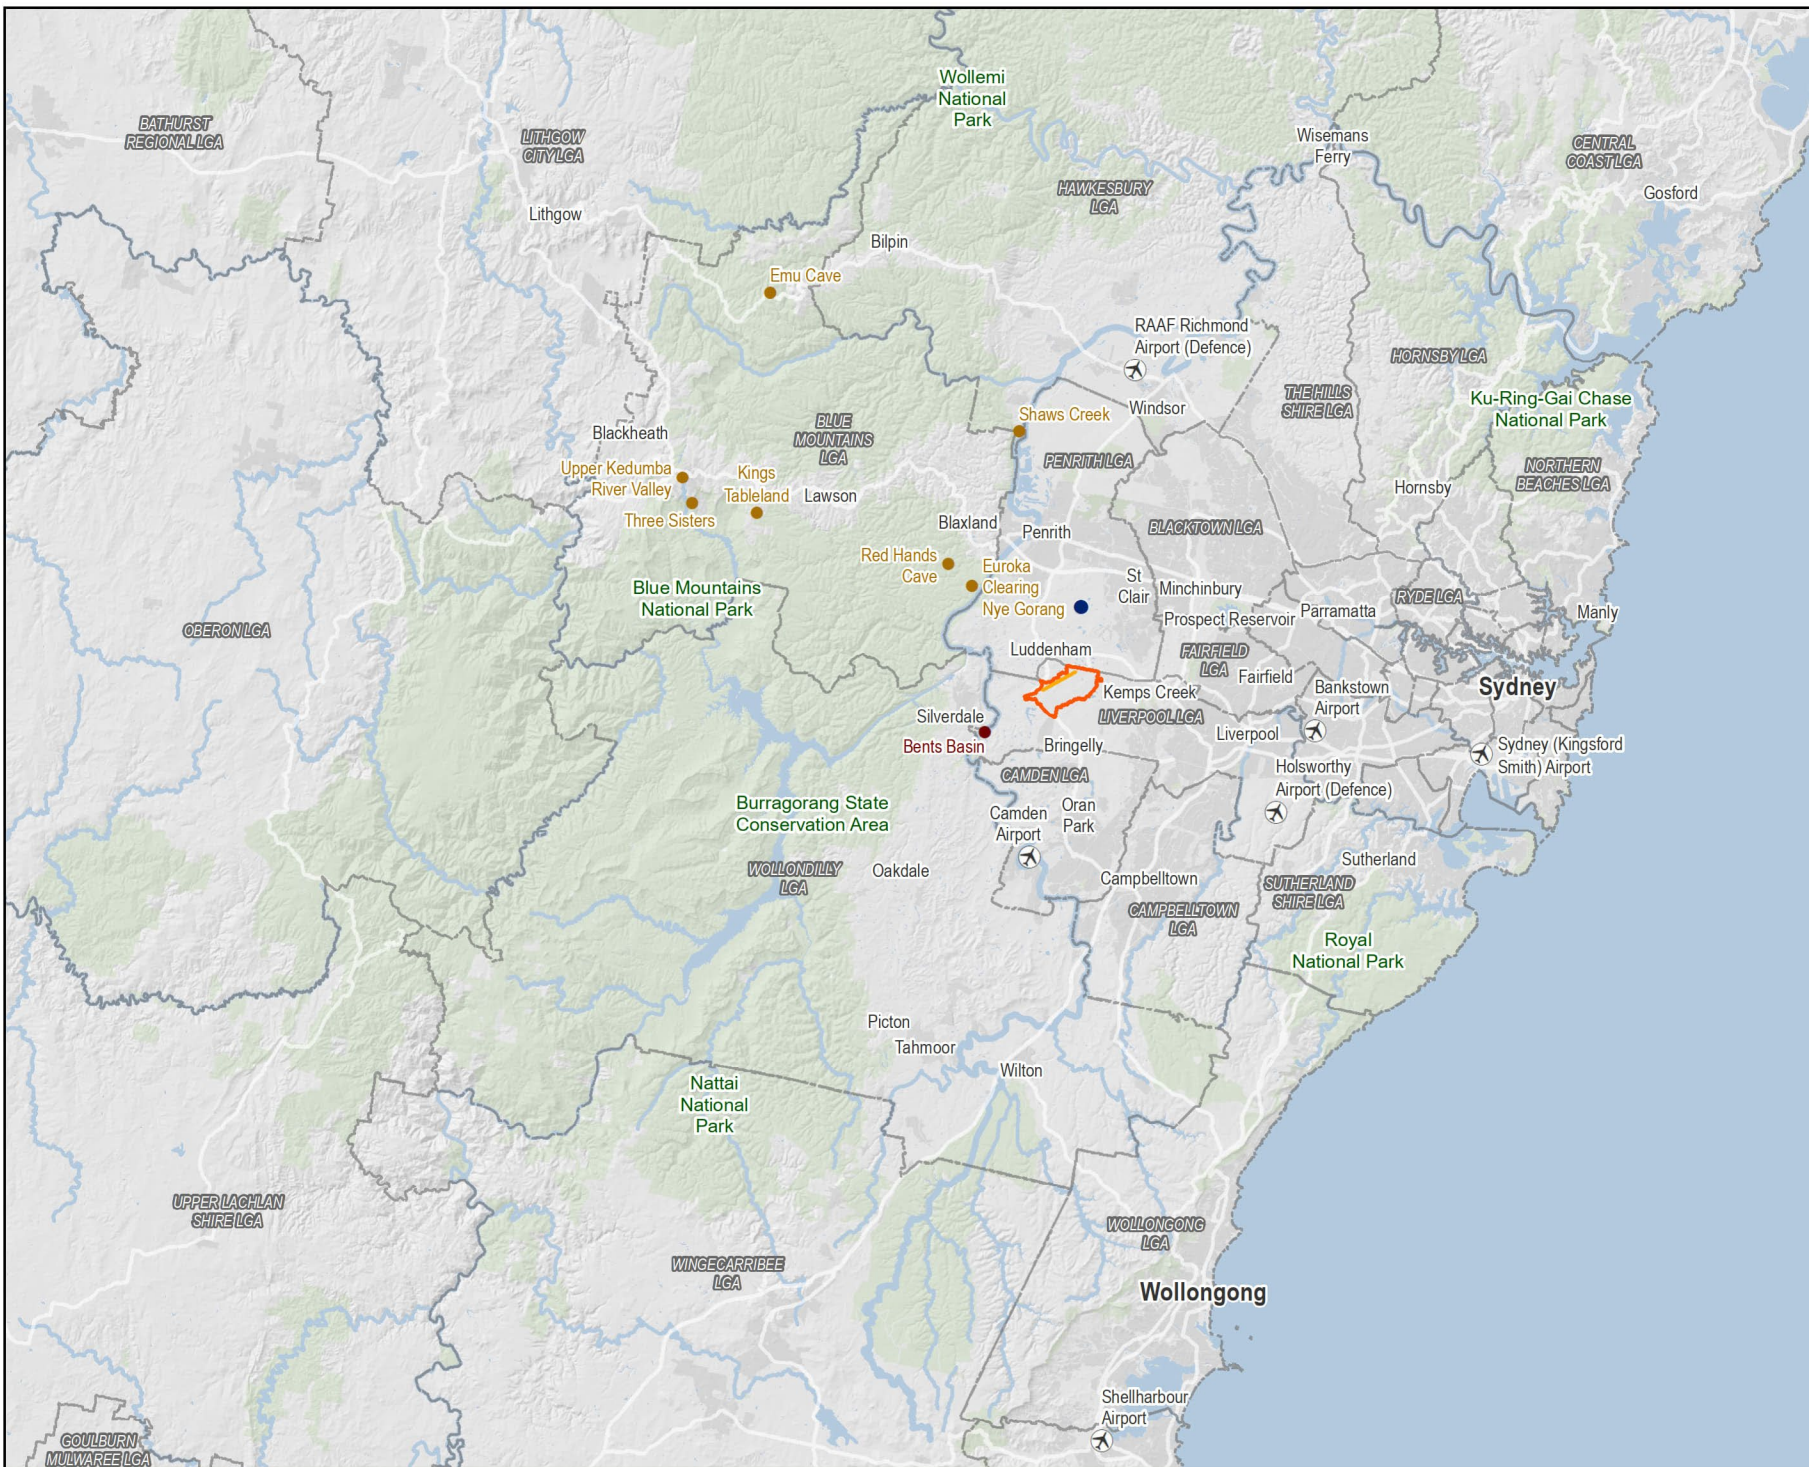 Wollemi
National
Park
BATHURST
REGIONAL LGA
LITHGOW
CITY LGA
Wisemans
Ferry
CENTRAL
COAST LGA
HAWKESBURY
LGA
Gosford
Lithgow
Bilpin
Emu Cave
RAAF Richmond
Airport (Defence)
HORNSBY LGA
THE HILLS
SHIRE LGA
Ku-Ring-Gai Chase
National Park
Shaws Creek
Windsor
BLUE
MOUNTAINS
LGA
Blackheath
PENRITH LGA
NORTHERN
BEACHES LGA
Upper Kedumba
River Valley
Kings
Tableland
Lawson
Hornsby
Three Sisters
Blaxland
Penrith
BLACKTOWN LGA
Red Hands
Cave
Euroka
Clearing
Nye Gorang
St
Clair
Minchinbury
Blue Mountains
National Park
RYDE LGA
Parramatta
Manly
Prospect Reservoir
OBERON LGA
Luddenham
FAIRFIELD
LGA
Fairfield
Kemps Creek
Bankstown
Airport
Sydney
Silverdale
LIVERPOOL LGA
Liverpool
Bents Basin
Bringelly
Sydney (Kingsford
Smith) Airport
CAMDEN LGA
Holsworthy
Airport (Defence)
Burragorang State
Conservation Area
Camden
Airport
Oran
Park
WOLLONDILLY
LGA
Oakdale
Sutherland
Campbelltown
SUTHERLAND
SHIRE LGA
CAMPBELLTOWN
LGA
Royal
National Park
Picton
Tahmoor
Wilton
Nattai
National
Park
UPPER LACHLAN
SHIRE LGA
WOLLONGONG
LGA
WINGECARRIBEE
LGA
Wollongong
Shellharbour
Airport
GOULBURN
MULWAREE LGA